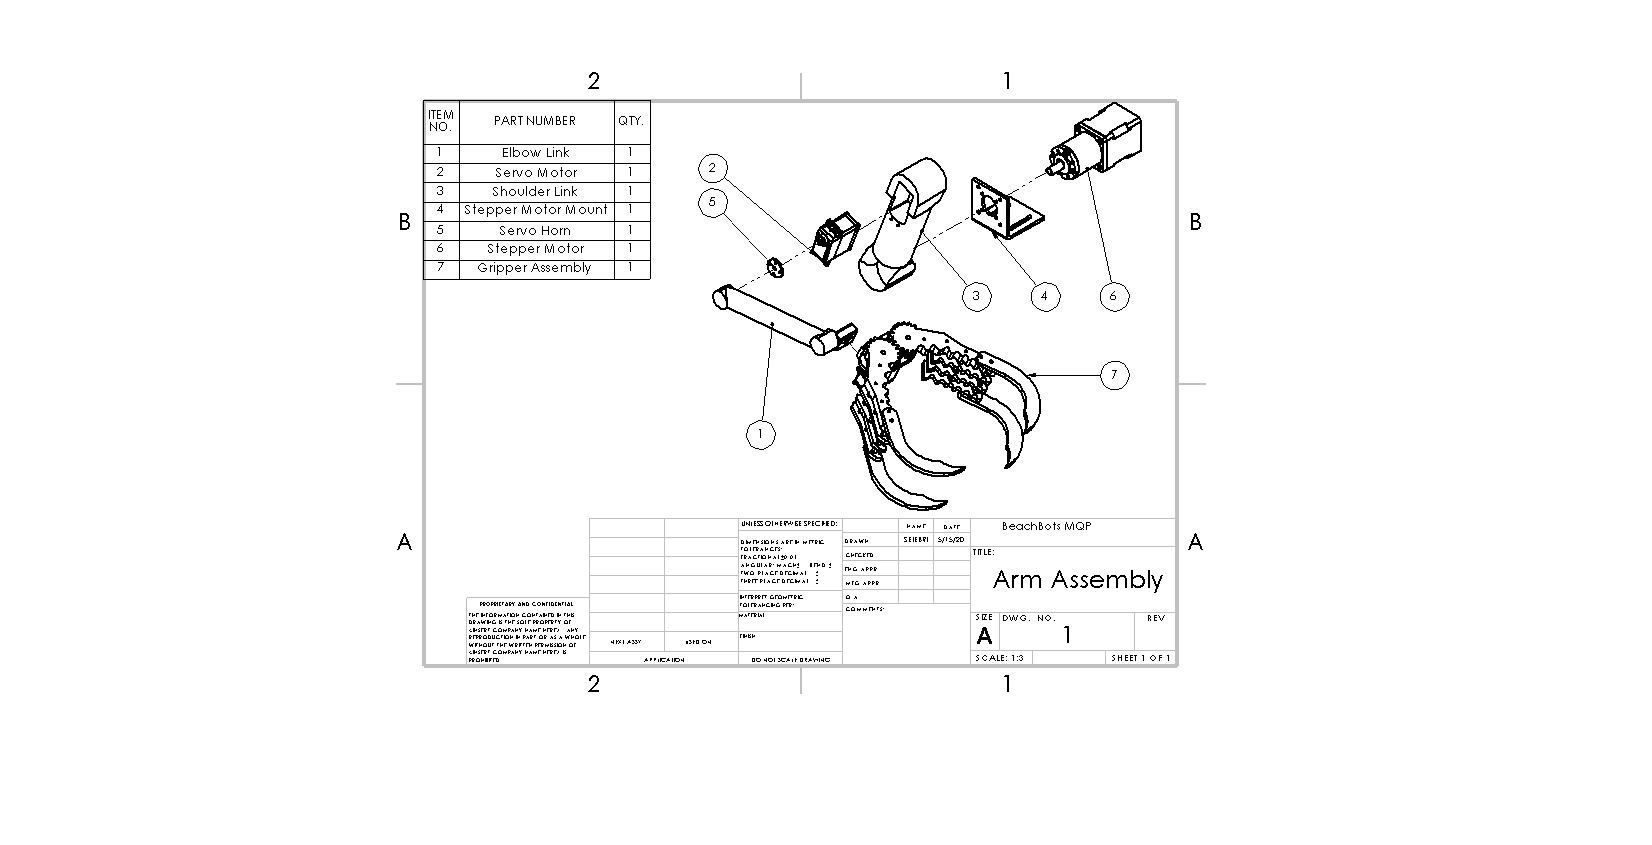 2 1
ITEM NO. PART NUMBER QTY.
1 Elbow Link 1
2 Servo Motor 1
3 Shoulder Link 1
4 Stepper Motor Mount 1
5 Servo Horn 1
6 Stepper Motor 1
7 Gripper Assembly 1
B B
2
5
3
4
6
7
1
A A
UNLESS OTHERWISE SPECIFIED:
DIMENSIONS ARE IN METRIC
TOLERANCES:
TWO PLACE DECIMAL ±
THREE PLACE DECIMAL ±
INTERPRET GEOMETRIC
TOLERANCING PER:
MATERIAL
FINISH
DO NOT SCALE DRAWING
NAME DATE
DRAWN 5/15/20
CHECKED
ENG APPR.
MFG APPR.
Q.A.
COMMENTS:
PROPRIETARY AND CONFIDENTIAL
THE INFORMATION CONTAINED IN THIS
DRAWING IS THE SOLE PROPERTY OF
<INSERT COMPANY NAME HERE>. ANY
REPRODUCTION IN PART OR AS A WHOLE
WITHOUT THE WRITTEN PERMISSION OF
<INSERT COMPANY NAME HERE> IS
PROHIBITED.
NEXT ASSY USED ON
APPLICATION
BeachBots MQP
TITLE:
Arm Assembly
SIZE DWG. NO. REV
A 1
SCALE: 1:3 SHEET 1 OF 1
2 1